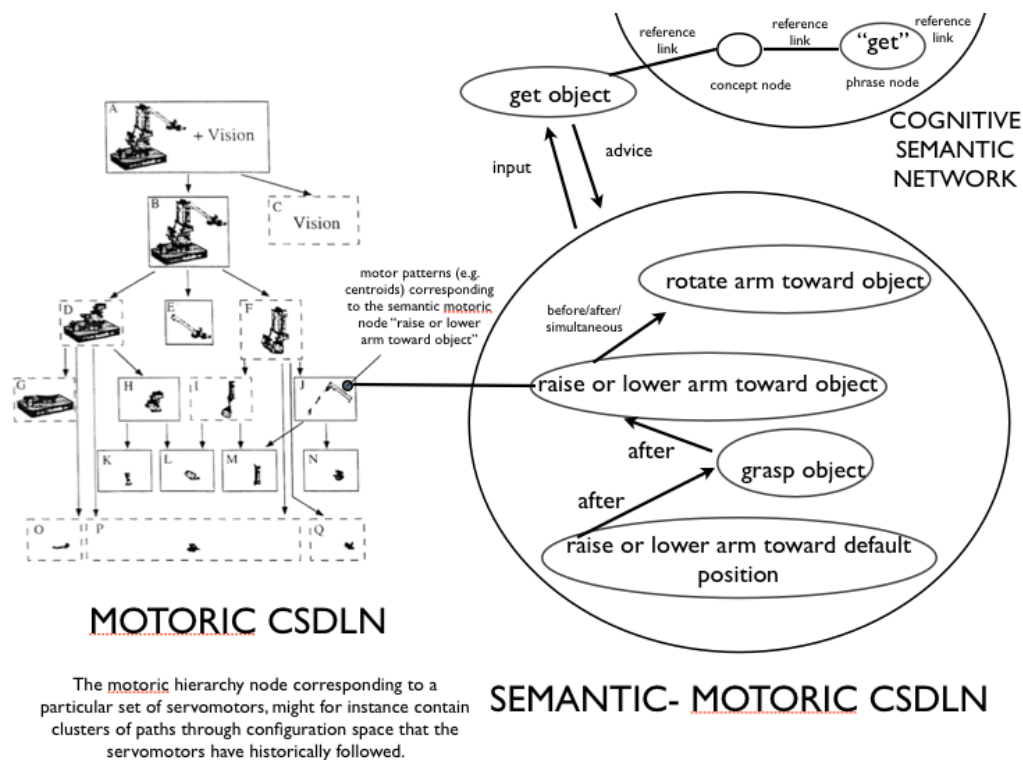 A
+ Vision
B
C
Vision
D
E
F
G
H
I
J
K
L
M
N
O
P
Q
motor patterns (e.g.
centroids) corresponding
to the semantic motoric
node "raise or lower
arm toward object"
MOTORIC CSDLN
The motoric hierarchy node corresponding to a
particular set of servomotors, might for instance contain
clusters of paths through configuration space that the
servomotors have historically followed.
reference
link
reference
link
reference
link
"get"
concept node
phrase node
get object
COGNITIVE
SEMANTIC
NETWORK
input
advice
rotate arm toward object
before/after/
simultaneous
raise or lower arm toward object
after
grasp object
after
raise or lower arm toward default
position
SEMANTIC- MOTORIC CSDLN